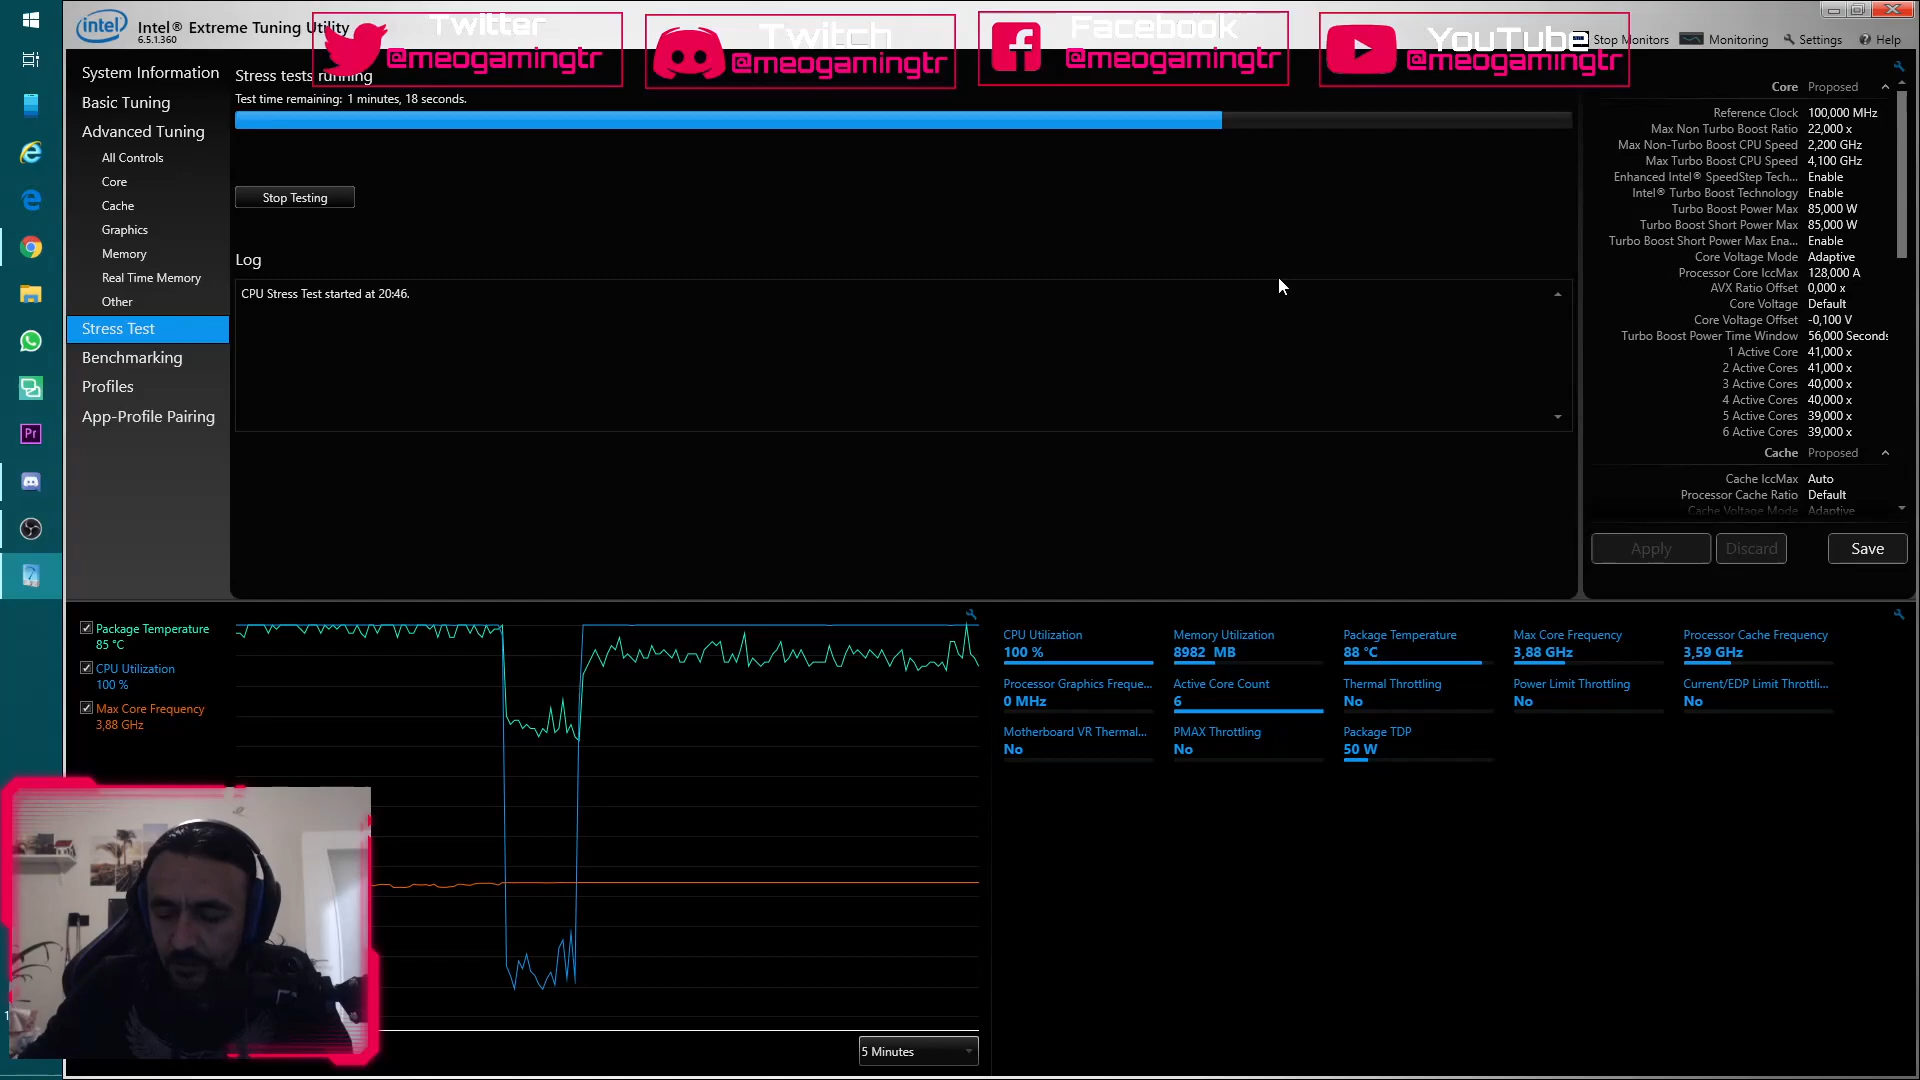 intel
Intel® Extreme Tuning Utility
6.5.1.360
Twitter
@meogamingtr
Twitch
@meogamingtr
Facebook
@meogamingtr
YouTube
@meogamingtr
Stop Monitors
Monitoring
Settings
Help
System Information
Basic Tuning
Advanced Tuning
All Controls
Core
Cache
Graphics
Memory
Real Time Memory
Other
Stress Test
Benchmarking
Profiles
App-Profile Pairing
Stress tests running
Test time remaining: 1 minutes, 18 seconds.
Stop Testing
Log
CPU Stress Test started at 20:46.
Core Proposed
Reference Clock 100,000 MHz
Max Non Turbo Boost Ratio 22,000 x
Max Non-Turbo Boost CPU Speed 2,200 GHz
Max Turbo Boost CPU Speed 4,100 GHz
Enhanced Intel® SpeedStep Tech... Enable
Intel® Turbo Boost Technology Enable
Turbo Boost Power Max 85,000 W
Turbo Boost Short Power Max 85,000 W
Turbo Boost Short Power Max Ena... Enable
Core Voltage Mode Adaptive
Processor Core IccMax 128,000 A
AVX Ratio Offset 0,000 x
Core Voltage Default
Core Voltage Offset -0,100 V
Turbo Boost Power Time Window 56,000 Seconds
1 Active Core 41,000 x
2 Active Cores 41,000 x
3 Active Cores 40,000 x
4 Active Cores 40,000 x
5 Active Cores 39,000 x
6 Active Cores 39,000 x
Cache Proposed
Cache IccMax Auto
Processor Cache Ratio Default
Cache Voltage Mode Adaptive
Apply
Discard
Save
Pr
Package Temperature
85 °C
CPU Utilization
100 %
Max Core Frequency
3,88 GHz
5 Minutes
CPU Utilization
100 %
Memory Utilization
8982 MB
Package Temperature
88 °C
Max Core Frequency
3,88 GHz
Processor Cache Frequency
3,59 GHz
Processor Graphics Freque...
0 MHz
Active Core Count
6
Thermal Throttling
No
Power Limit Throttling
No
Current/EDP Limit Throttli...
No
Motherboard VR Thermal...
No
PMAX Throttling
No
Package TDP
50 W